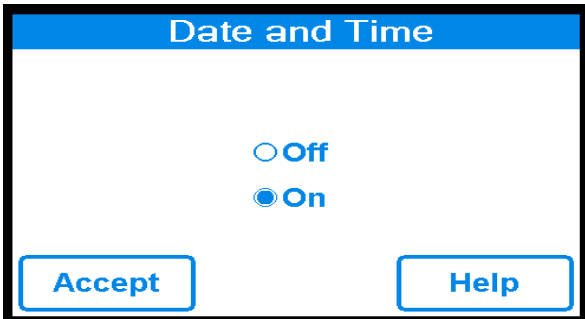 Date and Time
Off
On
Accept
Help